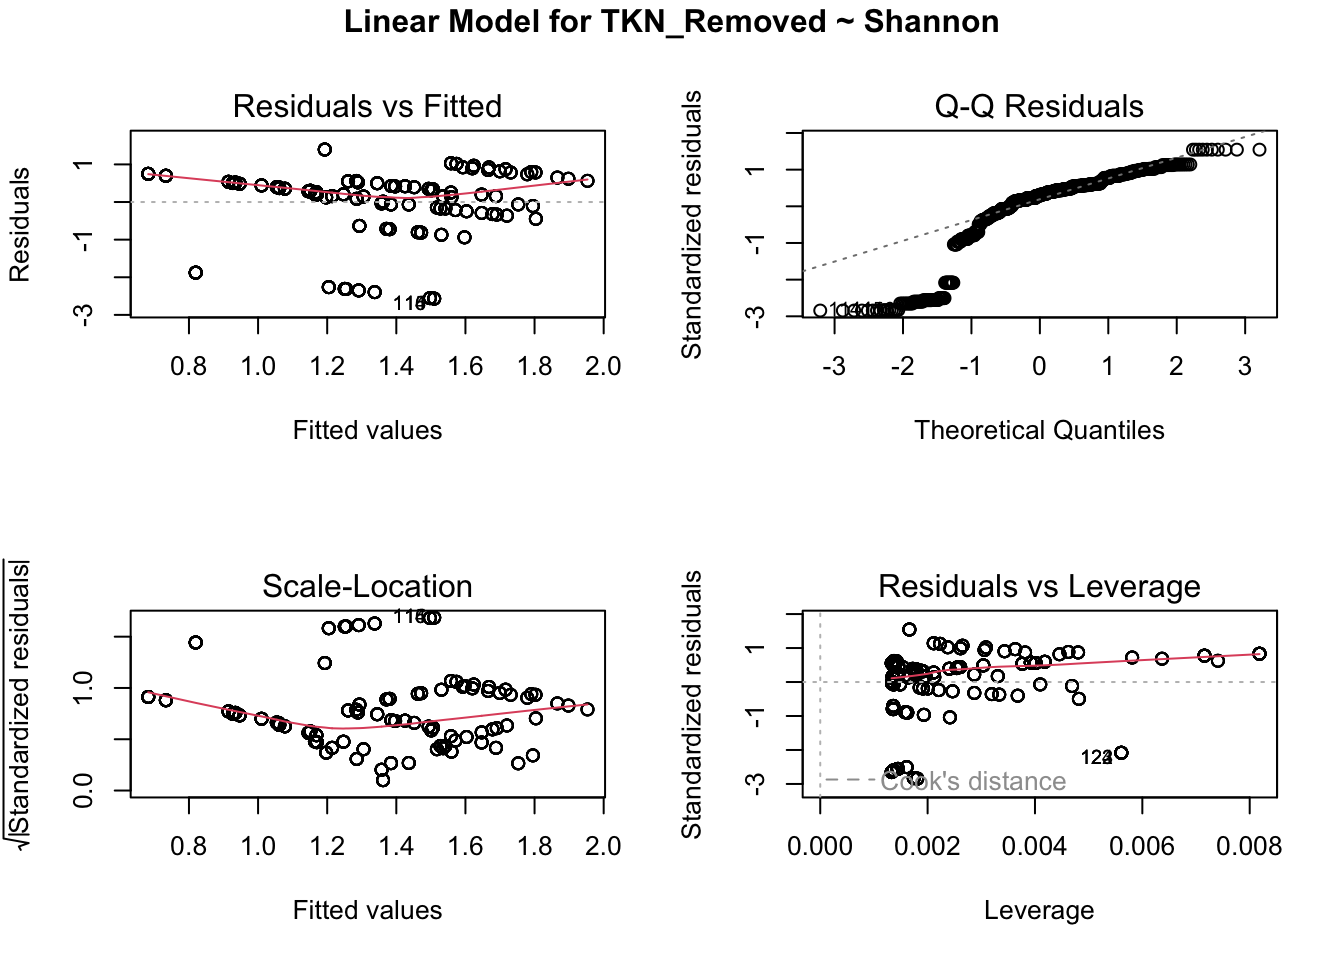 Linear Model for TKN_Removed ~ Shannon
Residuals vs Fitted
Residuals
1
-1
-3
0.8 1.0 1.2 1.4 1.6 1.8 2.0
Fitted values
Q-Q Residuals
Standardized residuals
1
-1
-3
-3 -2 -1 0 1 2 3
Theoretical Quantiles
Scale-Location
√|Standardized residuals|
1.0
0.0
0.8 1.0 1.2 1.4 1.6 1.8 2.0
Fitted values
Residuals vs Leverage
Standardized residuals
1
-1
-3
Cook's distance
0.000 0.002 0.004 0.006 0.008
Leverage